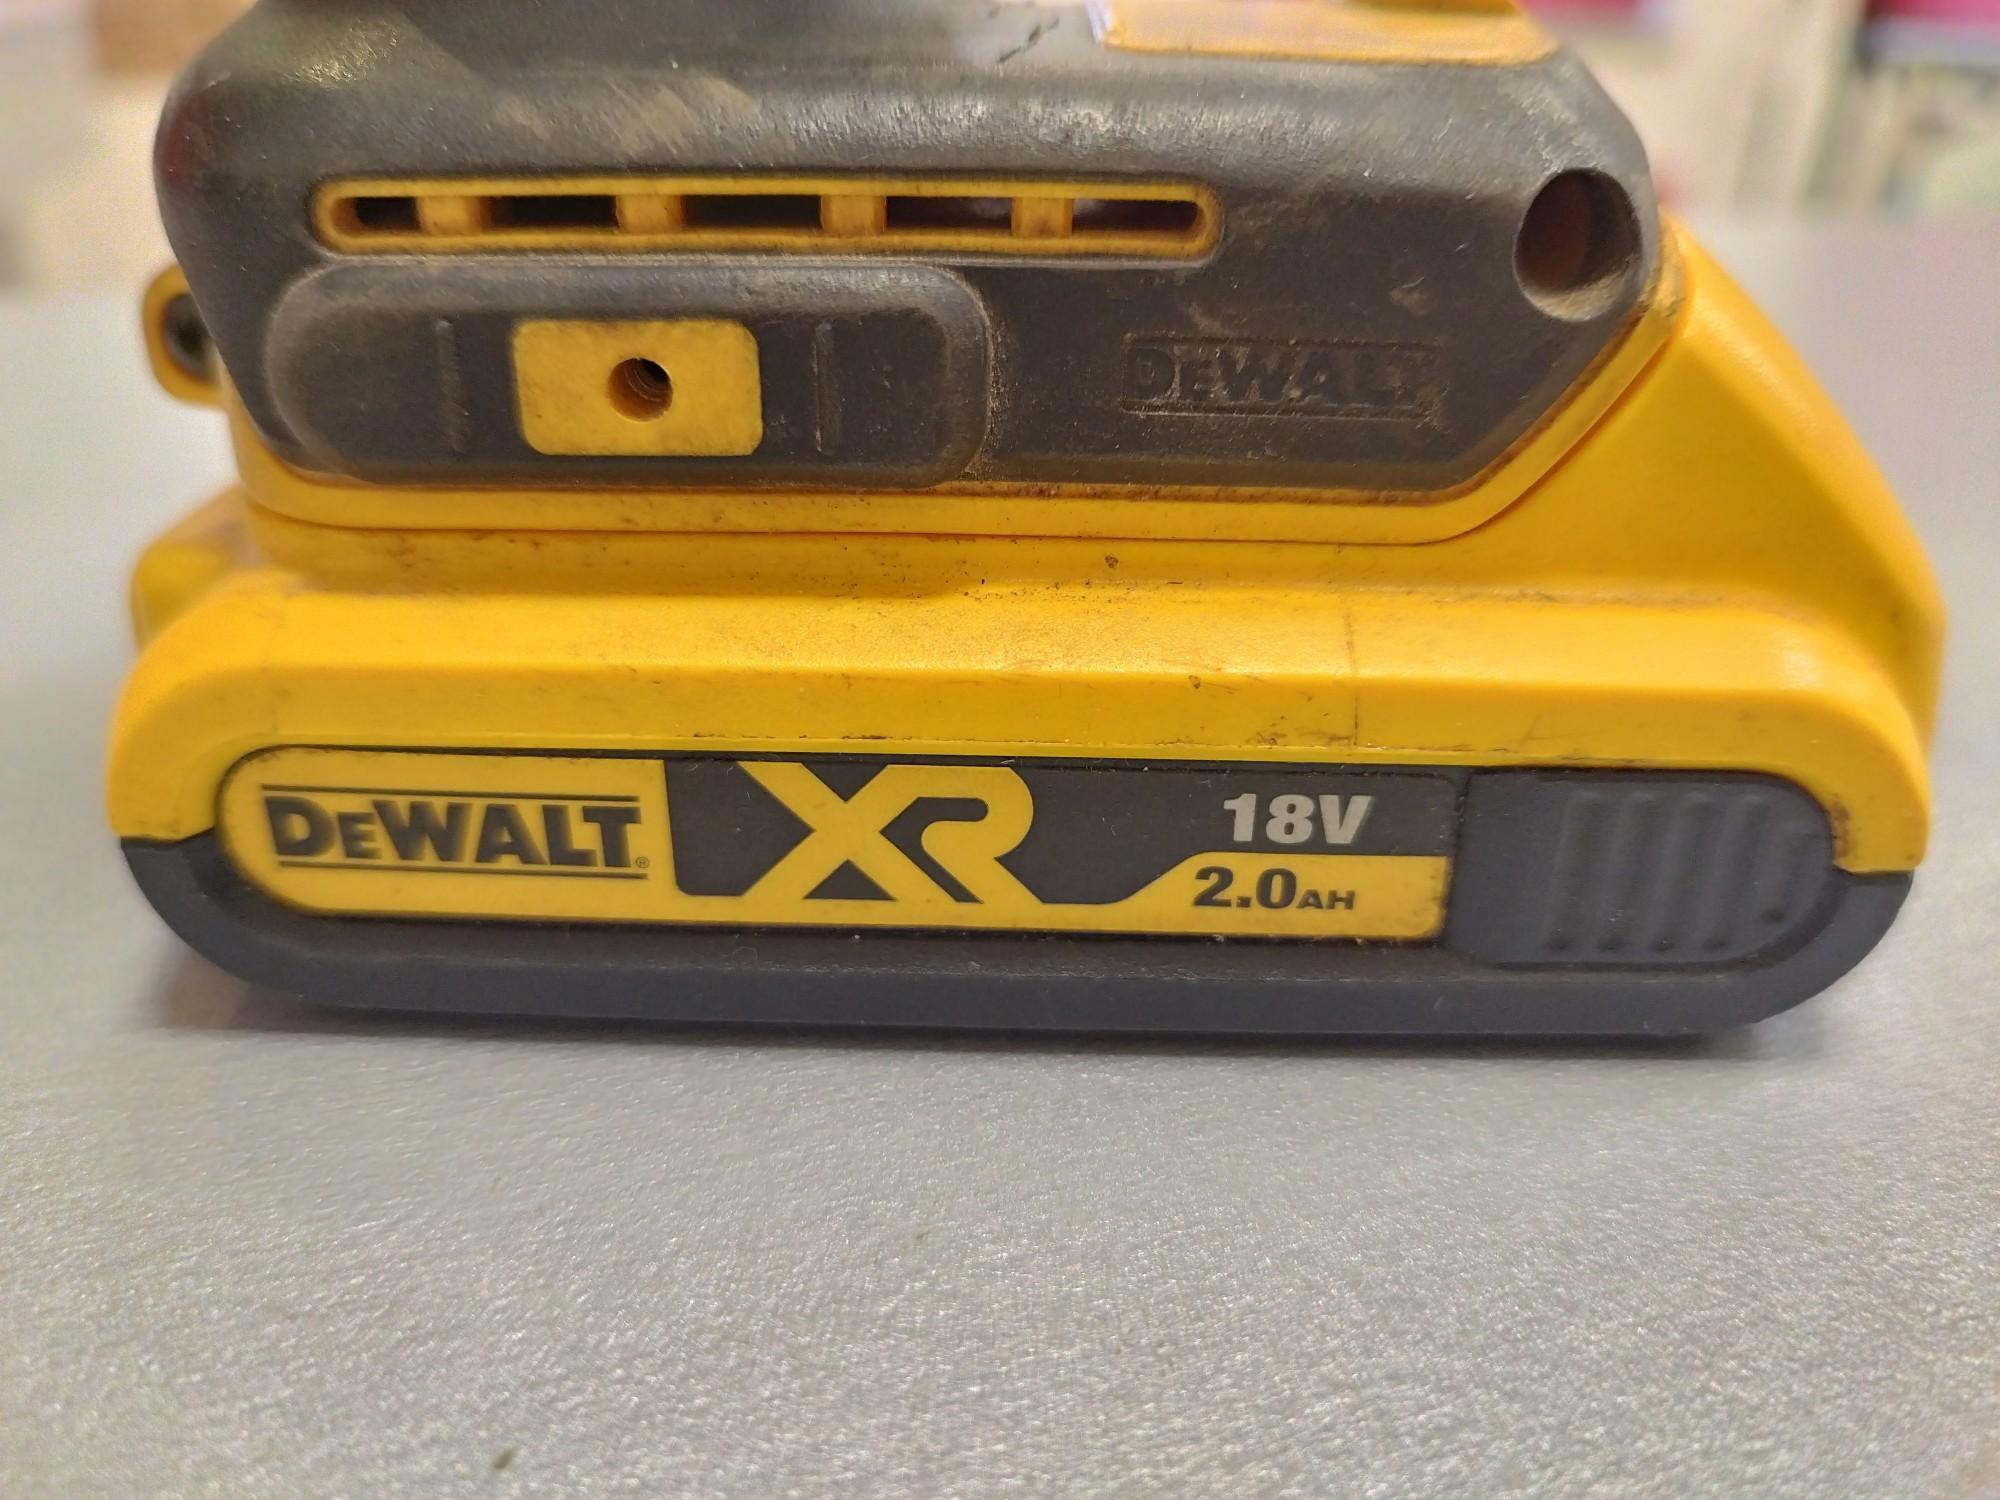 DEWALT
DEWALT®
XR
18V
2.0AH